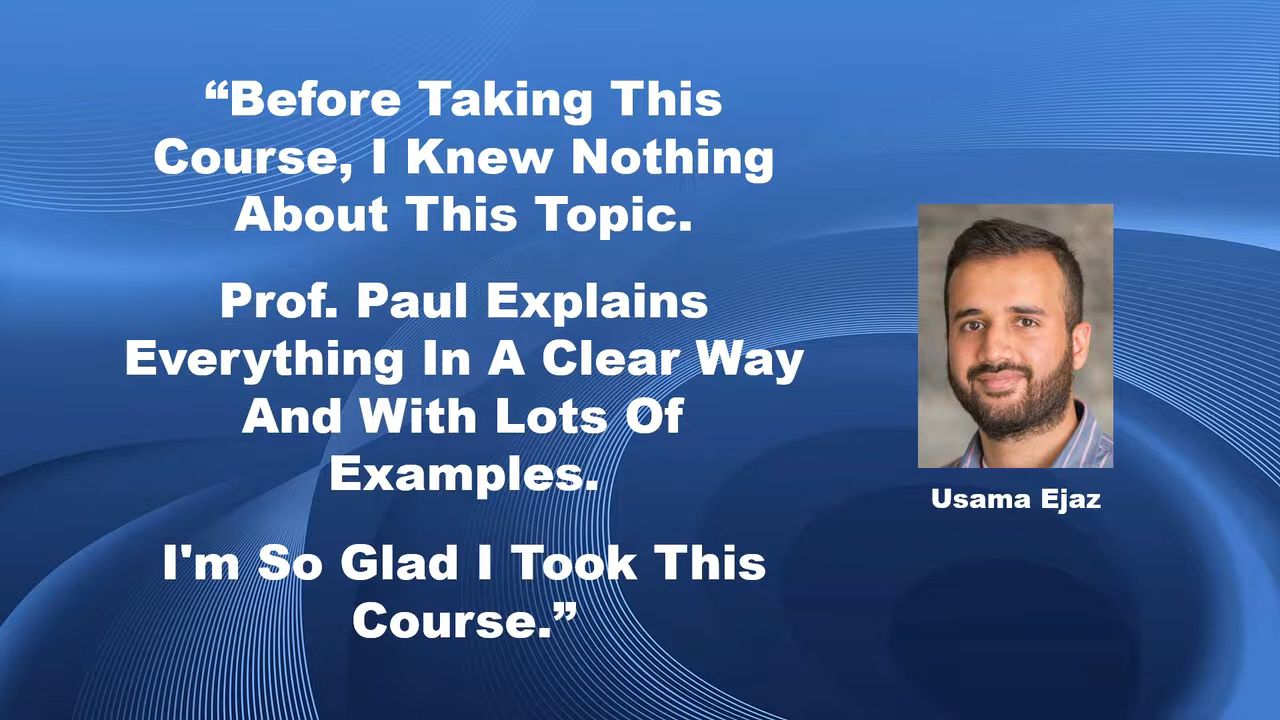 “Before Taking This
Course, I Knew Nothing
About This Topic.
Prof. Paul Explains
Everything In A Clear Way
And With Lots Of
Examples.
I'm So Glad I Took This
Course.”
Usama Ejaz